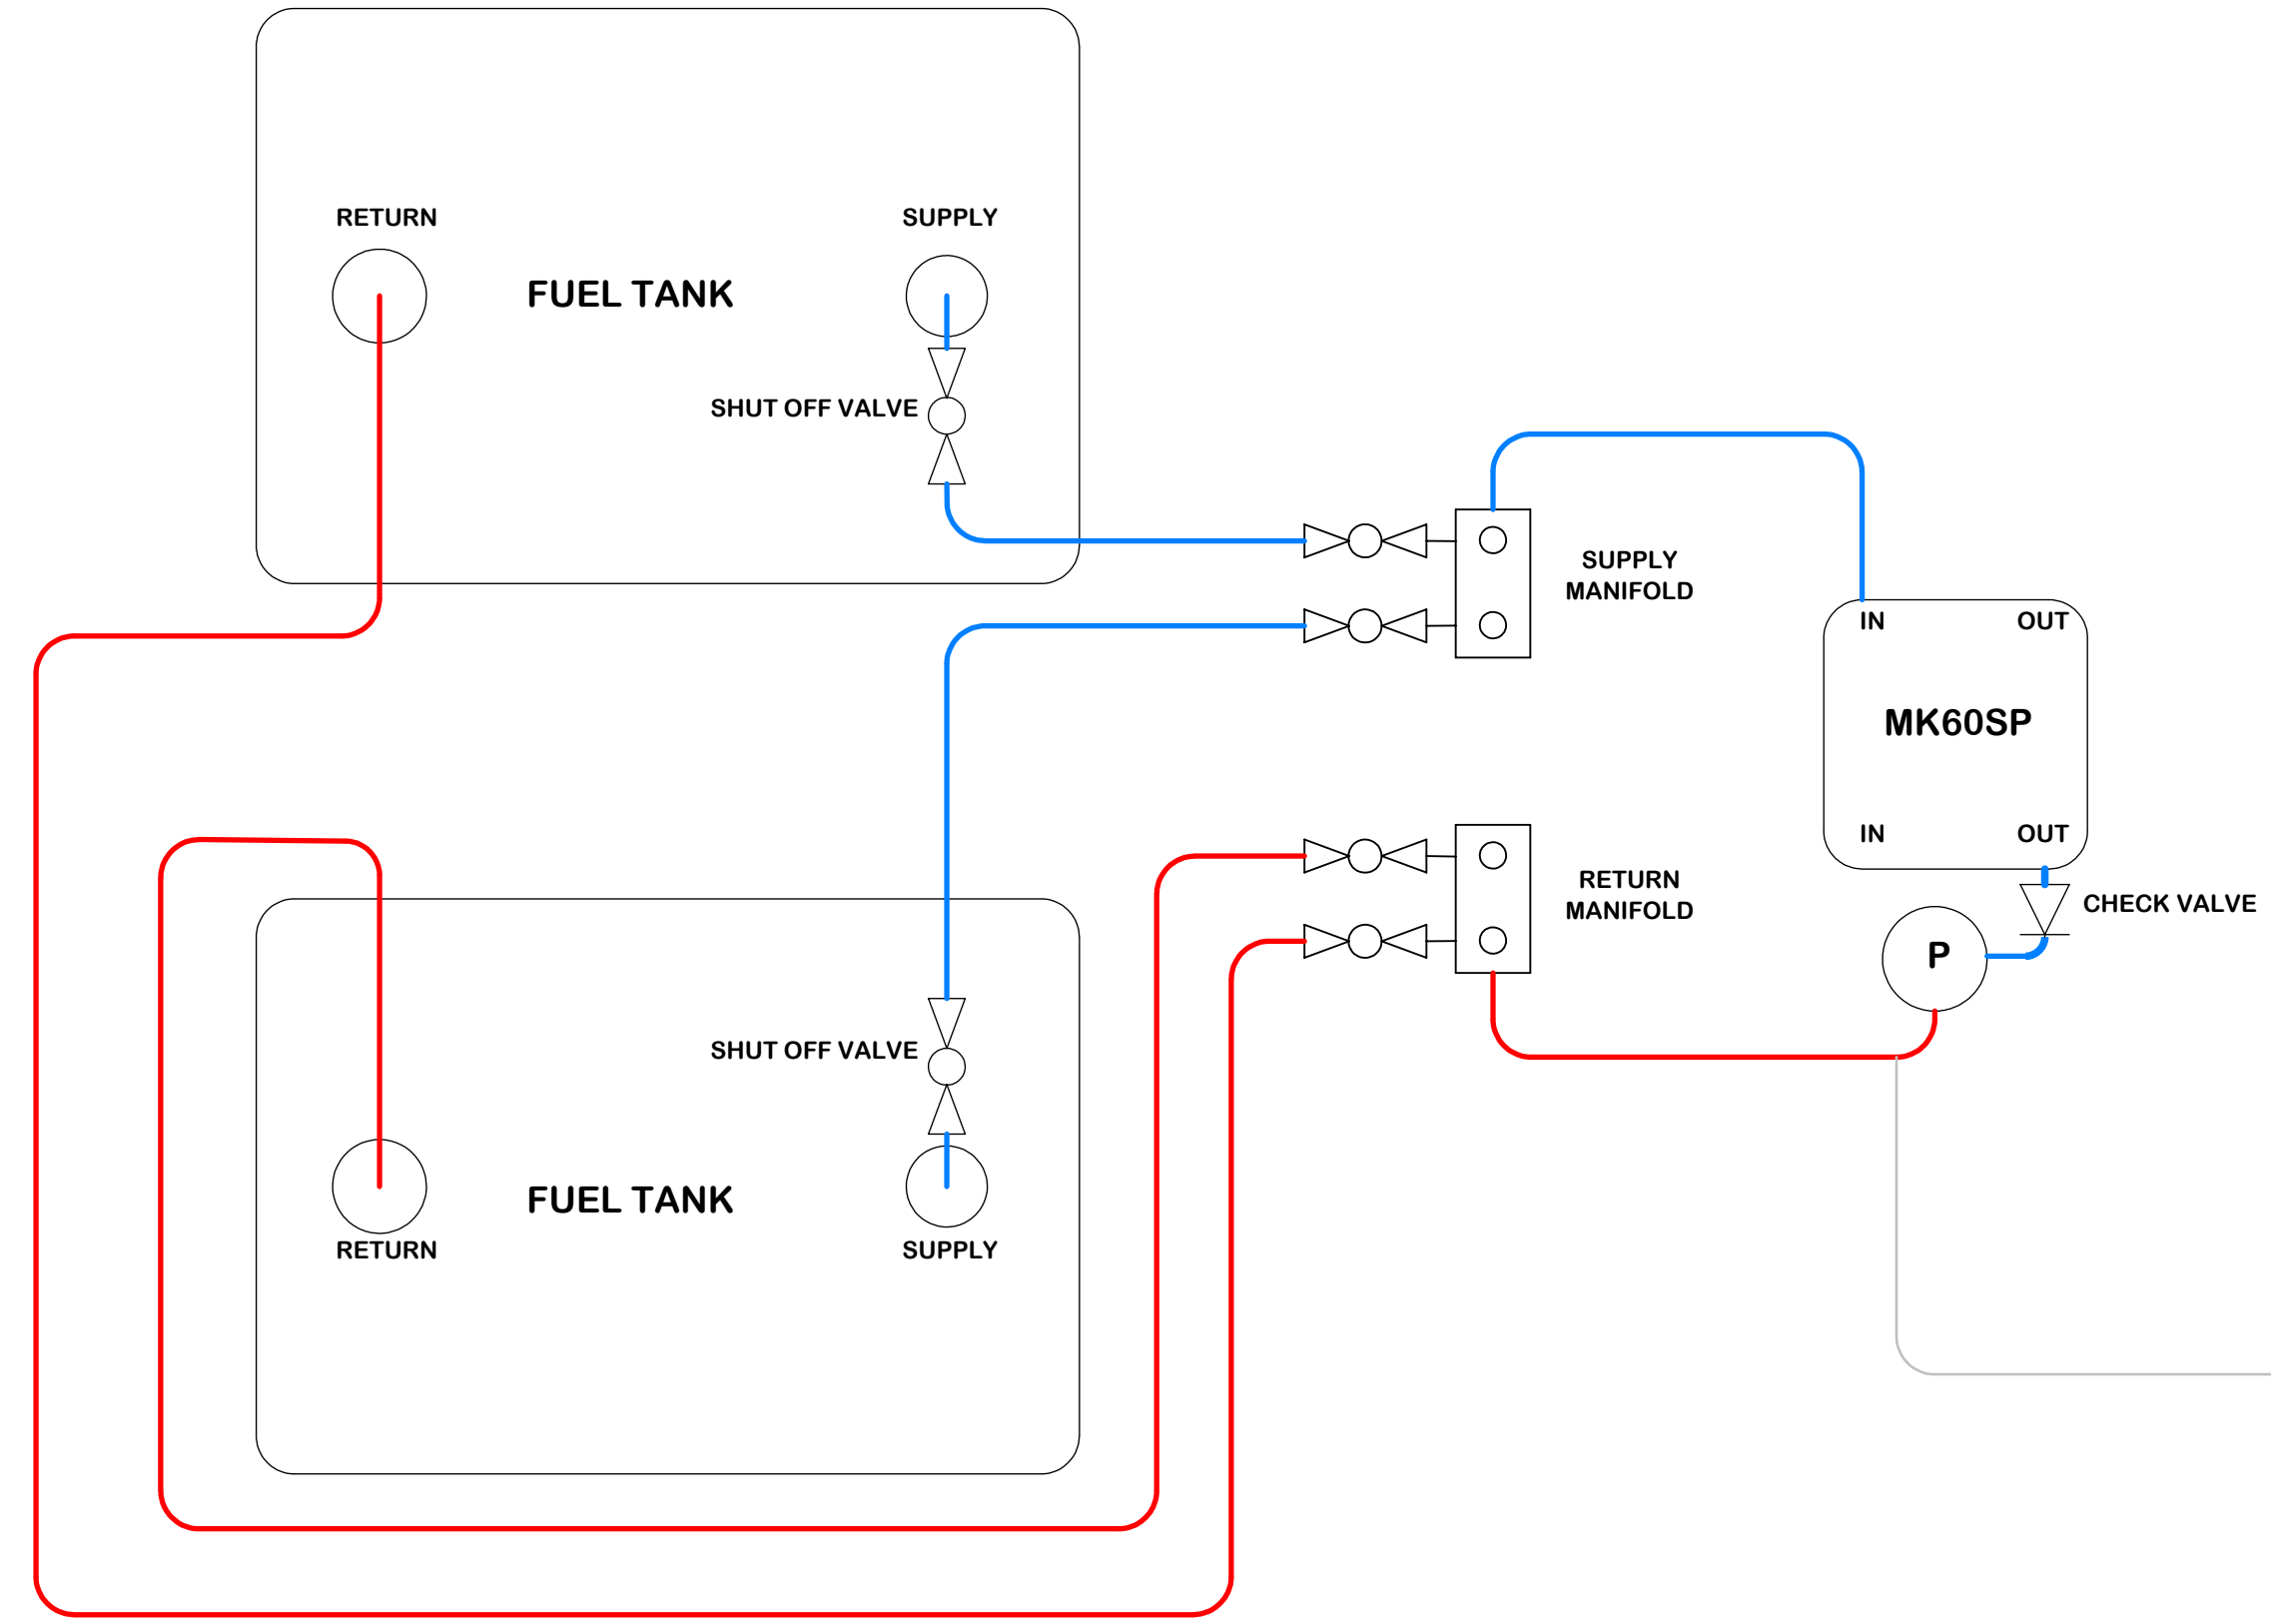 RETURN
SUPPLY
FUEL TANK
SHUT OFF VALVE
SUPPLY
MANIFOLD
IN
OUT
MK60SP
IN
OUT
RETURN
MANIFOLD
CHECK VALVE
P
SHUT OFF VALVE
FUEL TANK
RETURN
SUPPLY